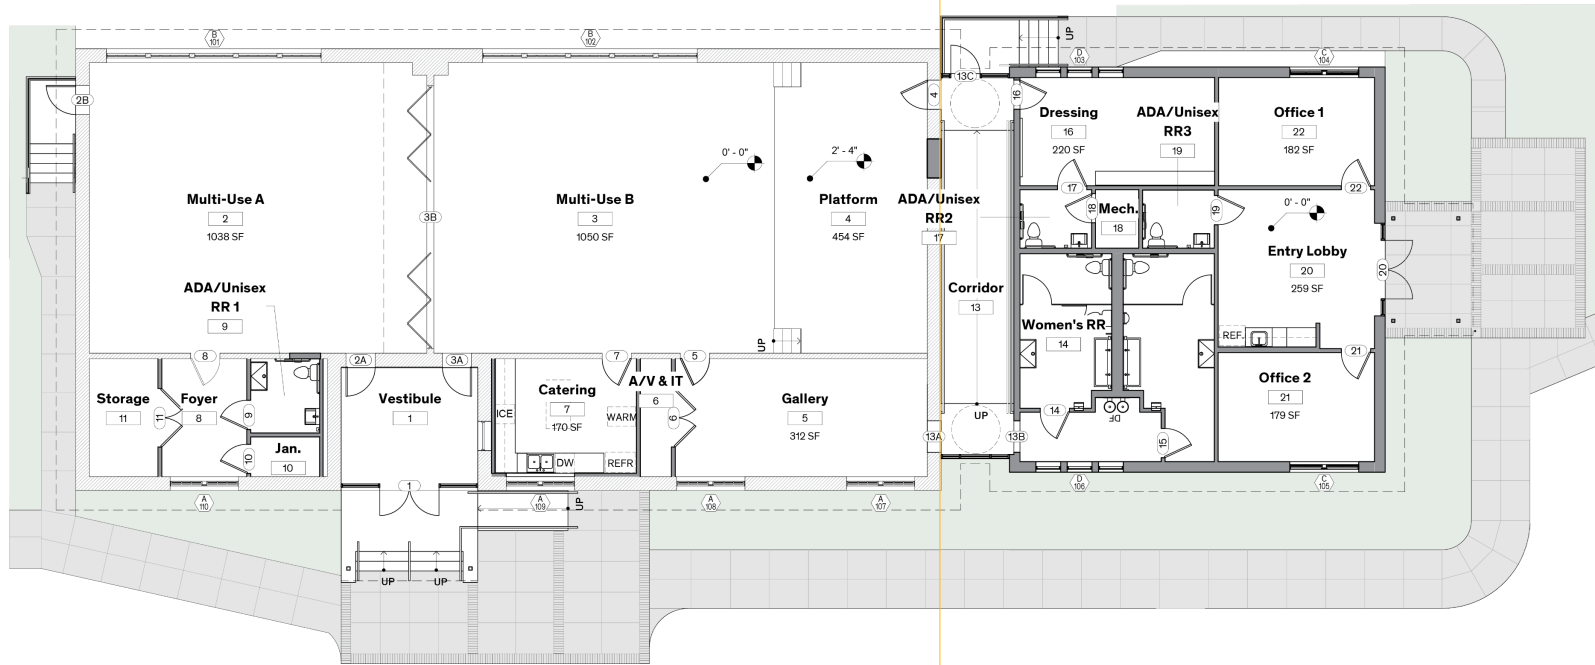 B
101
B
102
UP
D
103
C
104
2B
13C
4
16
Dressing
16
220 SF
ADA/Unisex
RR3
19
Office 1
22
182 SF
0' - 0"
2' - 4"
17
22
Multi-Use A
2
1038 SF
3B
Multi-Use B
3
1050 SF
Platform
4
454 SF
ADA/Unisex
RR2
17
18
Mech.
18
19
0' - 0"
Entry Lobby
20
259 SF
20
ADA/Unisex
RR 1
9
Corridor
13
Women's RR
14
REF.
UP
8
2A
3A
7
5
21
Storage
11
11
Foyer
8
9
Vestibule
1
Catering
7
170 SF
ICE
WARM
A/V & IT
6
6
Gallery
5
312 SF
Office 2
21
179 SF
UP
14
DF
13A
13B
15
Jan.
10
10
DW
REFR
1
A
110
A
109
UP
A
108
A
107
D
106
C
105
UP
UP